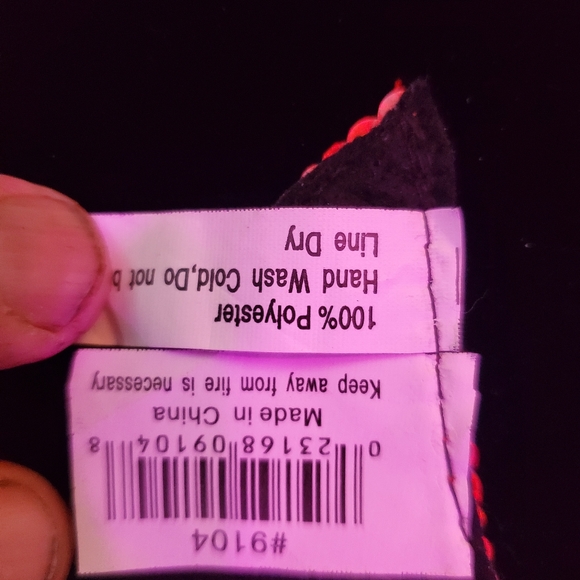 #9104
0 23168 09104 8
Made in China
Keep away from fire is necessary
100% Polyester
Hand Wash Cold,Do not b
Line Dry